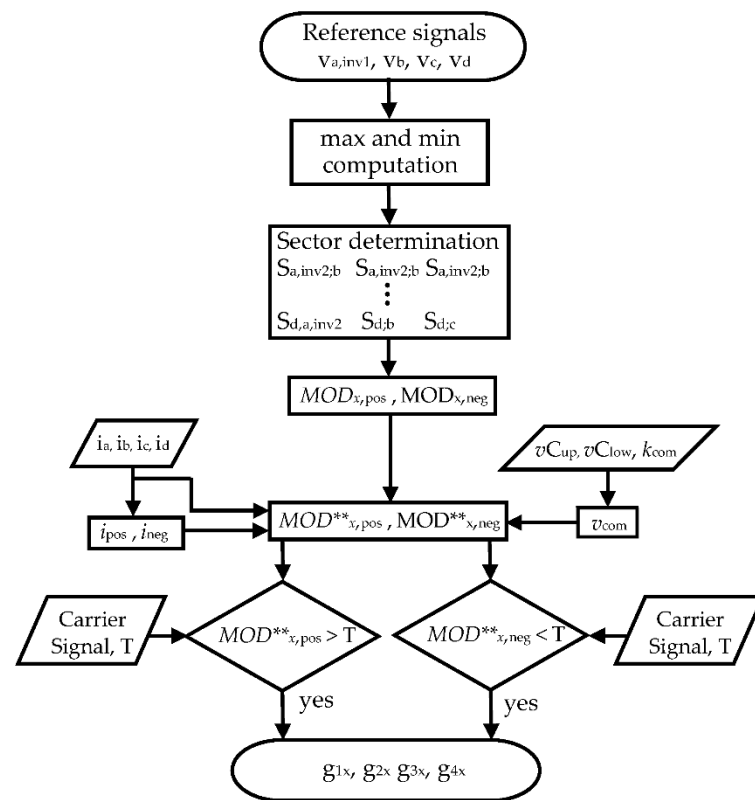 Reference signals
va,inv1, vb, vc, vd
max and min
computation
Sector determination
Sa,inv2;b Sa,inv2;b Sa,inv2;b
⋮
Sd,a,inv2 Sd;b Sd;c
MODx,pos , MODx,neg
ia, ib, ic, id
vCup, vClow, kcom
ipos , ineg
MOD**x,pos , MOD**x,neg
vcom
Carrier
Signal, T
MOD**x,pos > T
MOD**x,neg < T
Carrier
Signal, T
yes
yes
g1x, g2x g3x, g4x